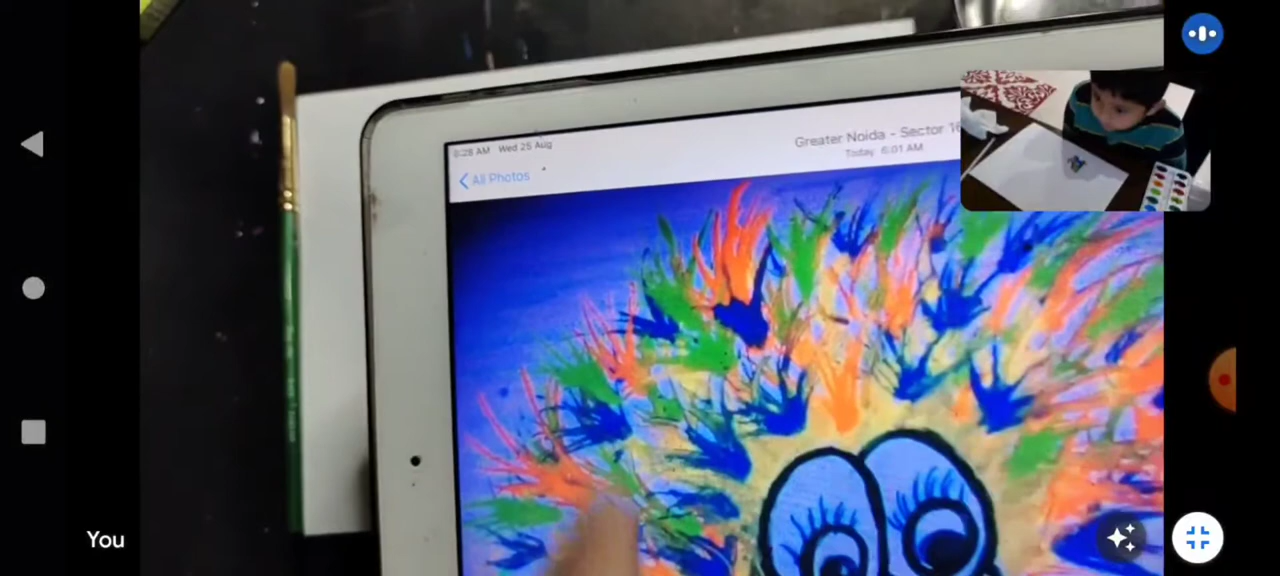 8:28 AM Wed 25 Aug
Greater Noida - Sector
Today 6:01 AM
All Photos
You